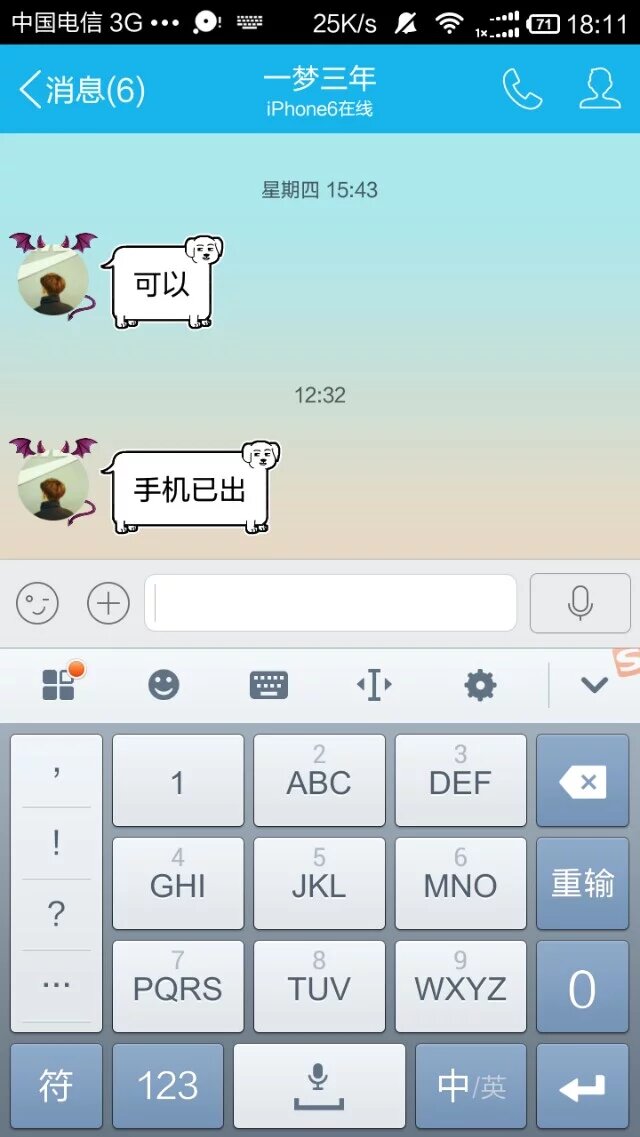 中国电信 3G 25K/s 1x 71 18:11
消息(6)
一梦三年
iPhone6在线
星期四 15:43
可以
12:32
手机已出
S
,
1
2
ABC
3
DEF
!
4
GHI
5
JKL
6
MNO
重输
?
7
PQRS
8
TUV
9
WXYZ
0
...
符
123
中/英